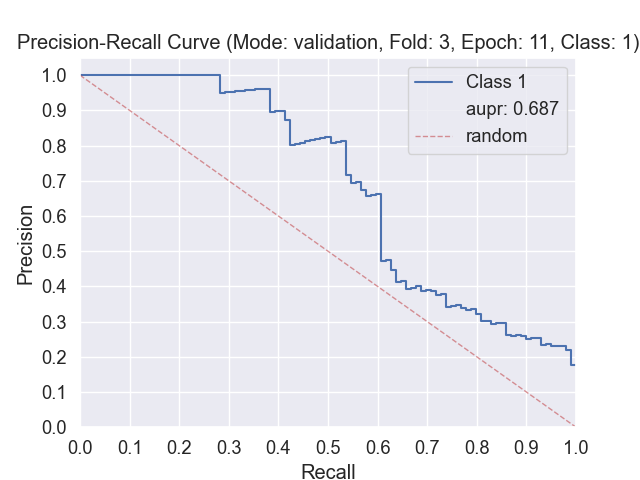 Precision-Recall Curve (Mode: validation, Fold: 3, Epoch: 11, Class: 1)
Class 1
aupr: 0.687
random
Precision
1.0
0.9
0.8
0.7
0.6
0.5
0.4
0.3
0.2
0.1
0.0
0.0 0.1 0.2 0.3 0.4 0.5 0.6 0.7 0.8 0.9 1.0
Recall